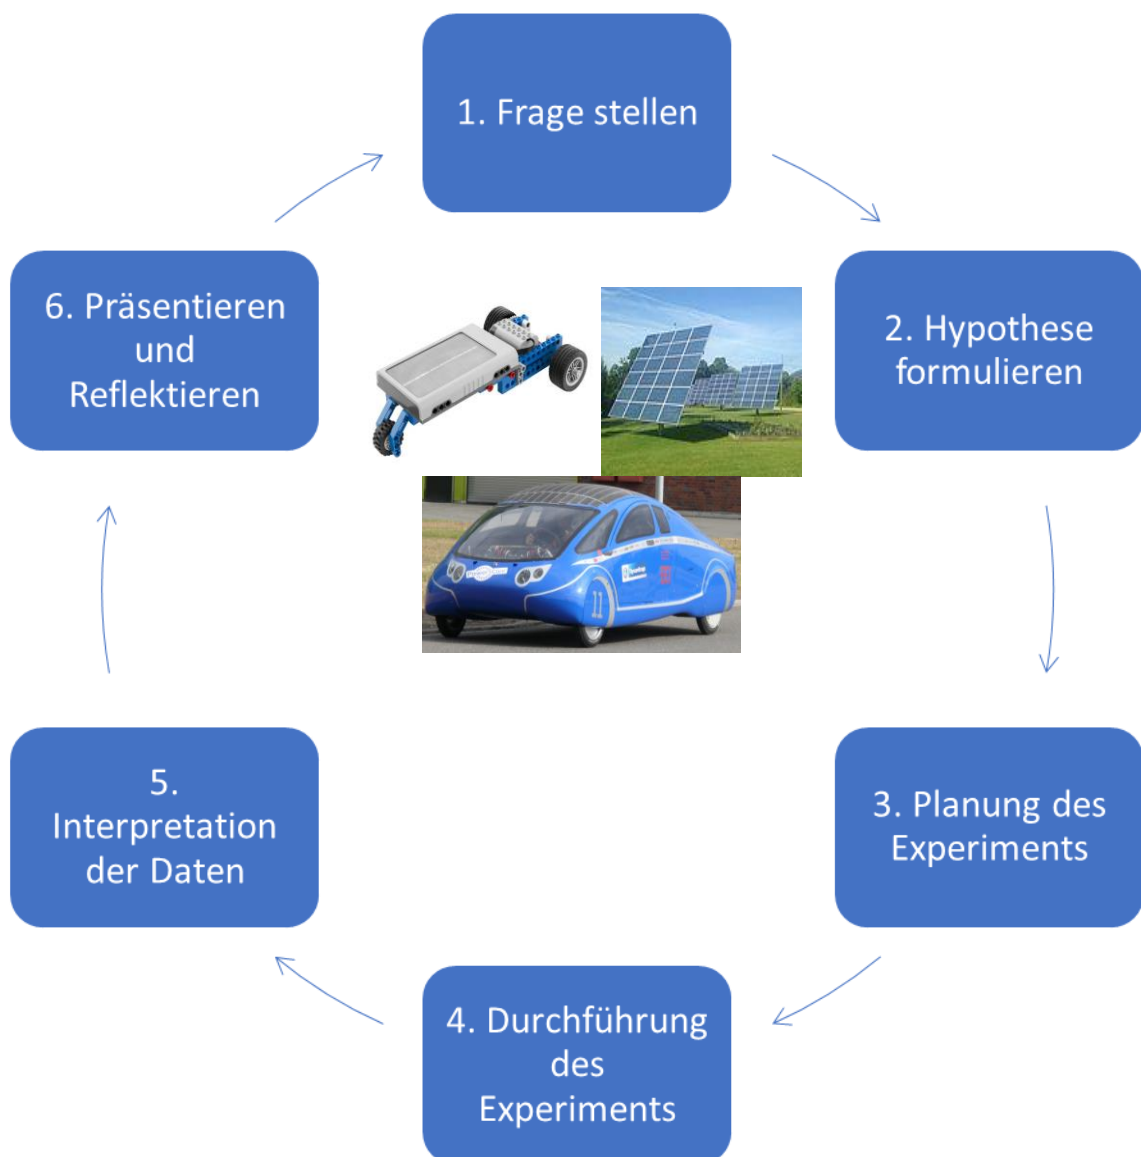 1. Frage stellen
2. Hypothese
formulieren
3. Planung des
Experiments
4. Durchführung
des
Experiments
5.
Interpretation
der Daten
6. Präsentieren
und
Reflektieren
11